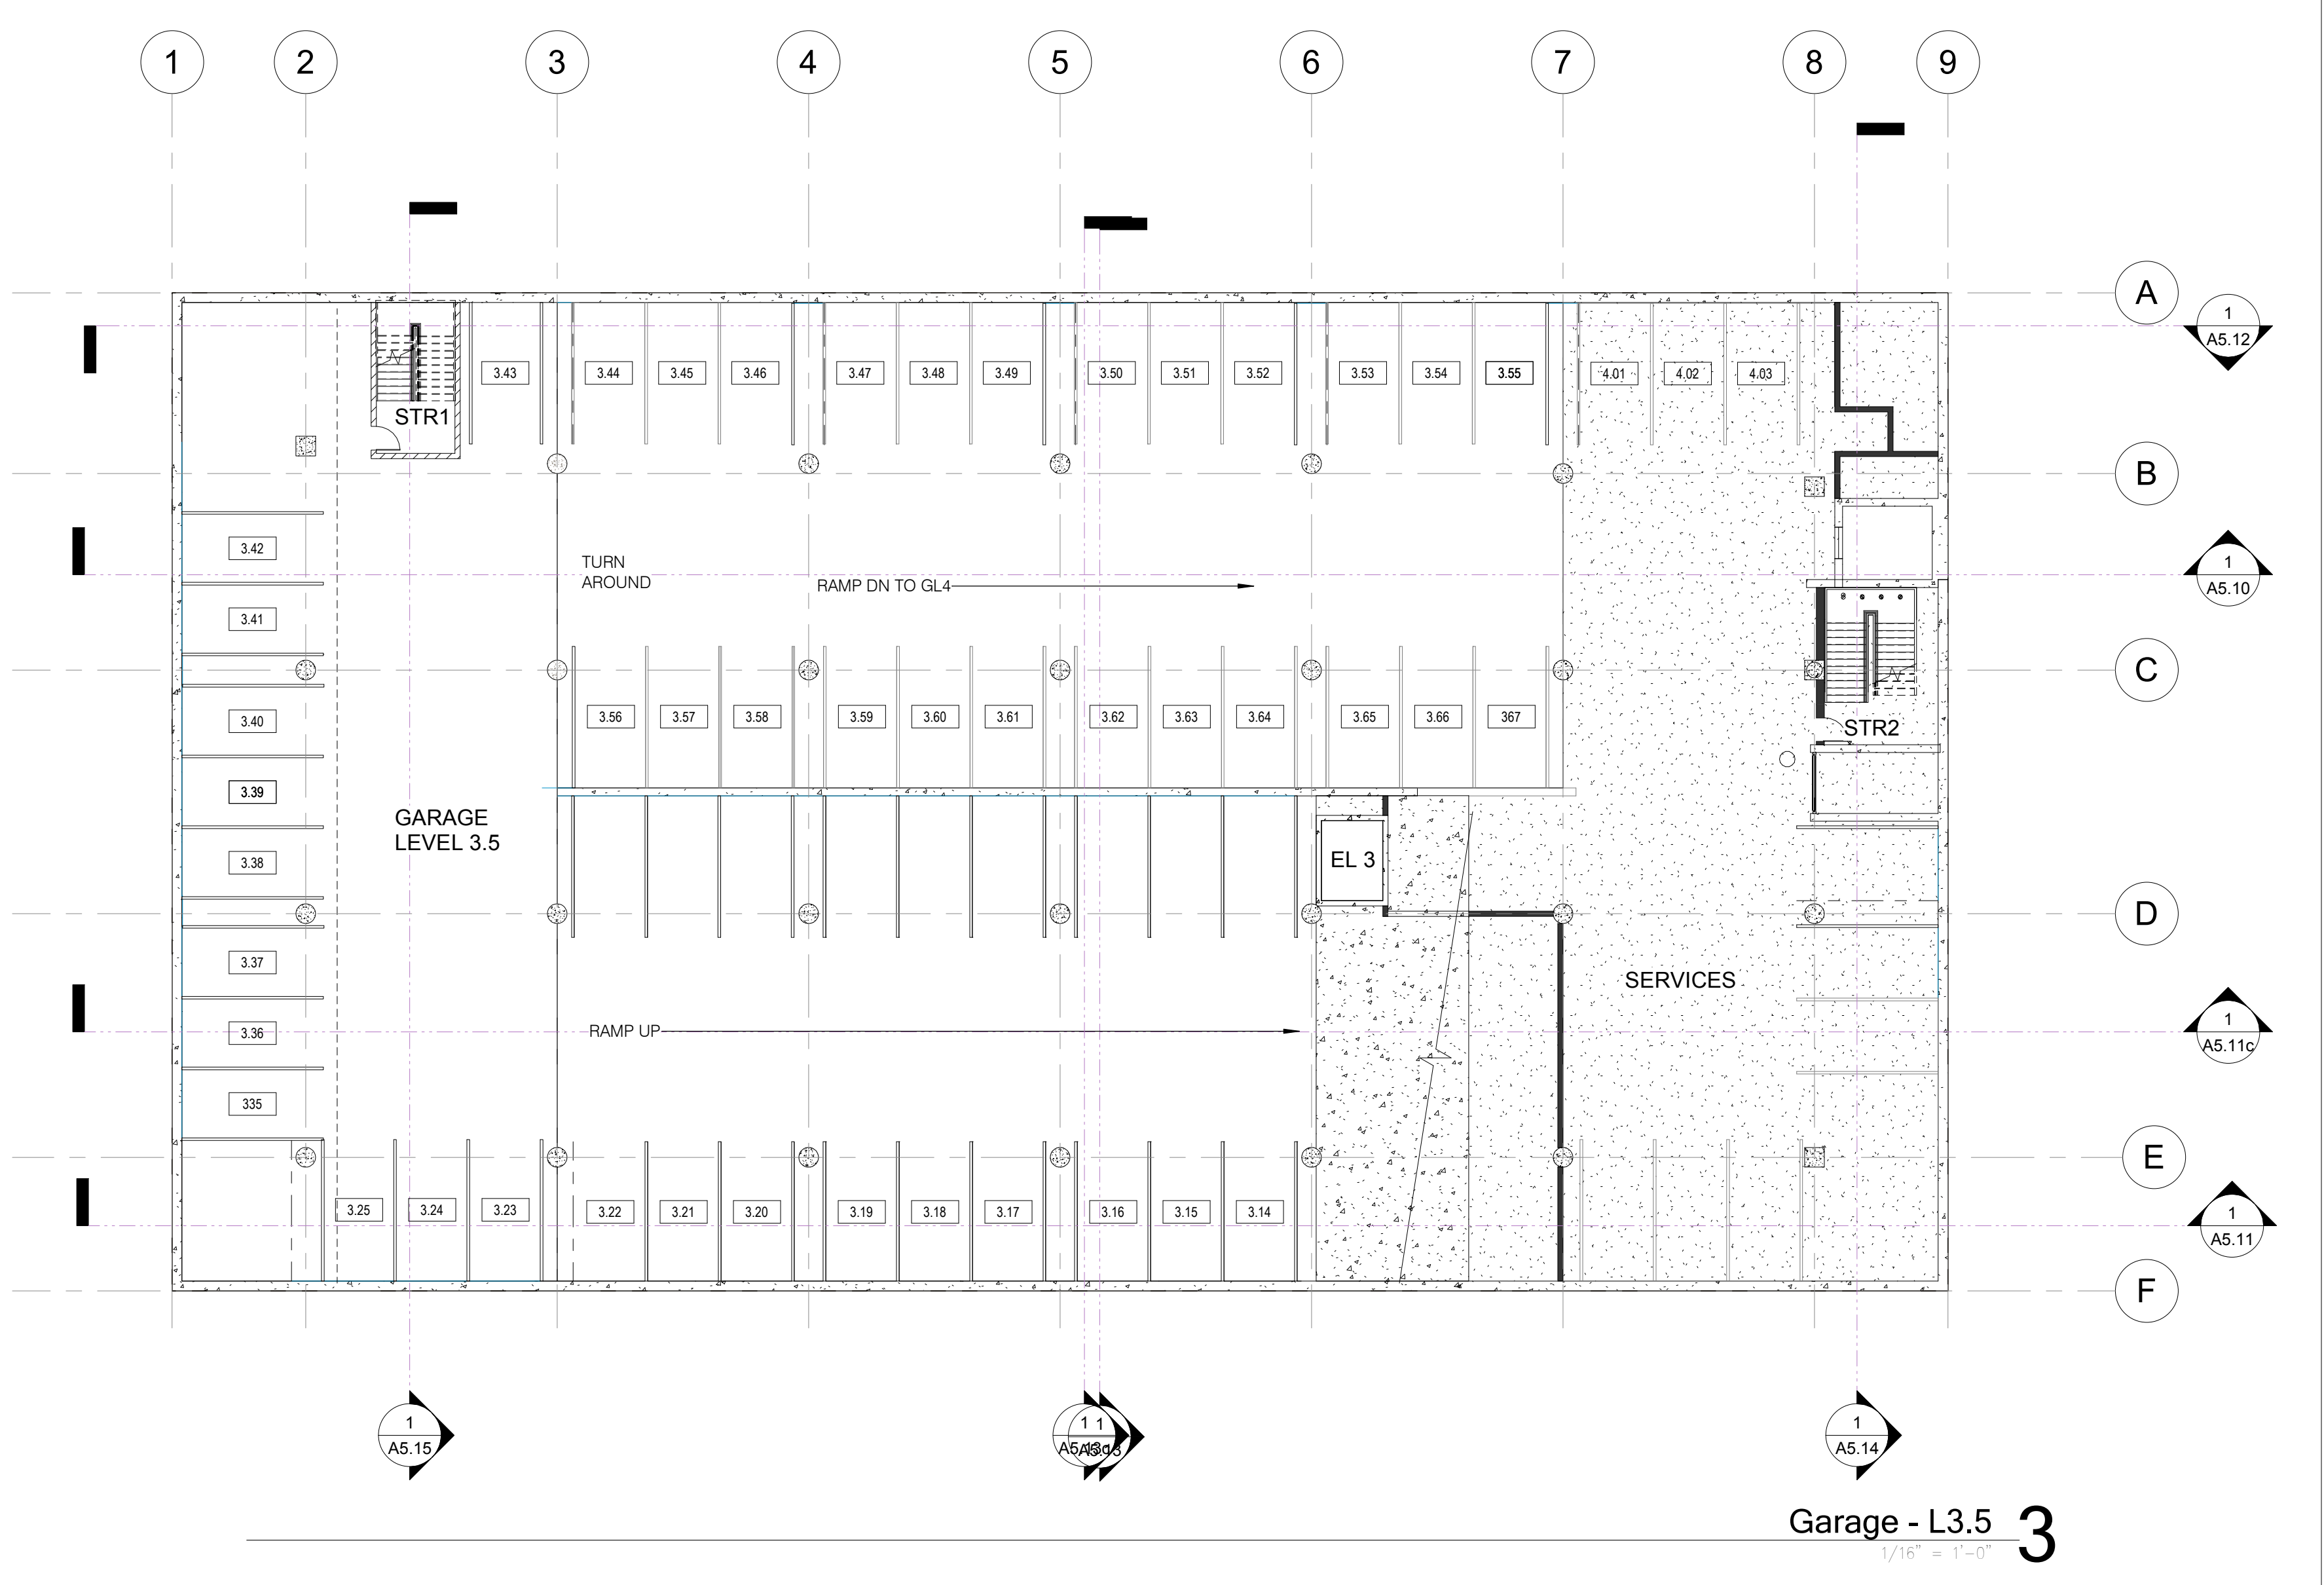 1 2 3 4 5 6 7 8 9
A
1
A5.12
3.43 3.44 3.45 3.46 3.47 3.48 3.49 3.50 3.51 3.52 3.53 3.54 3.55 4.01 4.02 4.03
STR1
B
3.42
TURN
AROUND
RAMP DN TO GL4
1
A5.10
3.41
C
3.40
3.56 3.57 3.58 3.59 3.60 3.61 3.62 3.63 3.64 3.65 3.66 367
STR2
3.39
GARAGE
LEVEL 3.5
3.38
EL 3
D
3.37
SERVICES
3.36
RAMP UP
1
A5.11c
335
E
3.25 3.24 3.23 3.22 3.21 3.20 3.19 3.18 3.17 3.16 3.15 3.14
1
A5.11
F
1
A5.15
1
1
A5.13
1
A5.14
Garage - L3.5
3
1/16" = 1'-0"